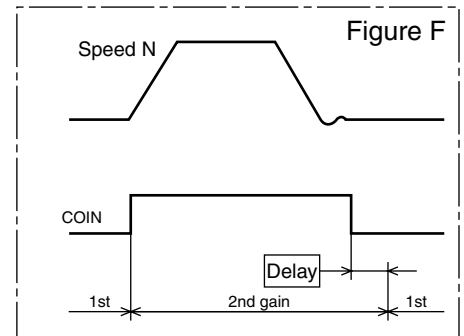 Figure F
Speed N
COIN
Delay
1st 2nd gain 1st